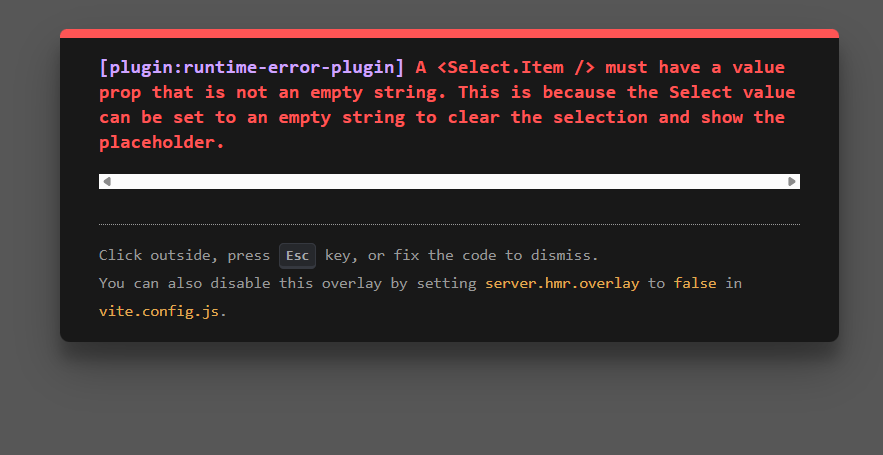 [plugin:runtime-error-plugin] A <Select.Item /> must have a value
prop that is not an empty string. This is because the Select value
can be set to an empty string to clear the selection and show the
placeholder.
Click outside, press Esc key, or fix the code to dismiss.
You can also disable this overlay by setting server.hmr.overlay to false in
vite.config.js.